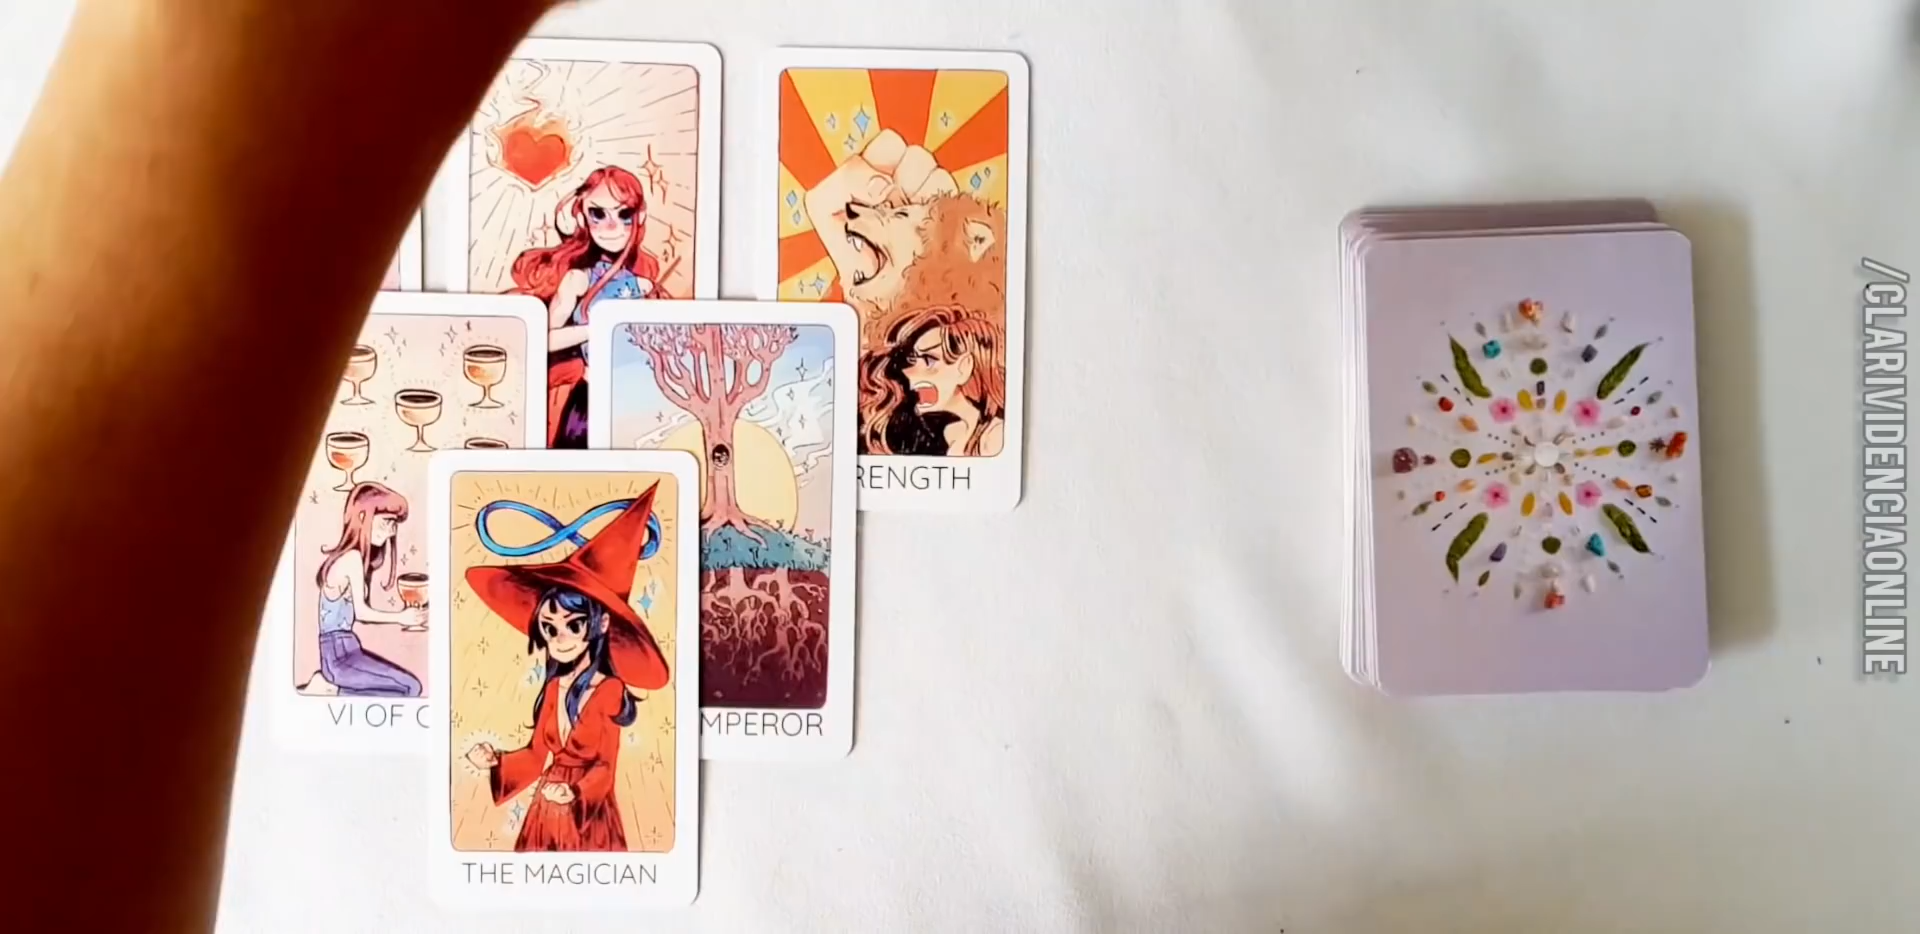 RENGTH
VI OF C
MPEROR
THE MAGICIAN
/CLARIVIDENCIAONLINE